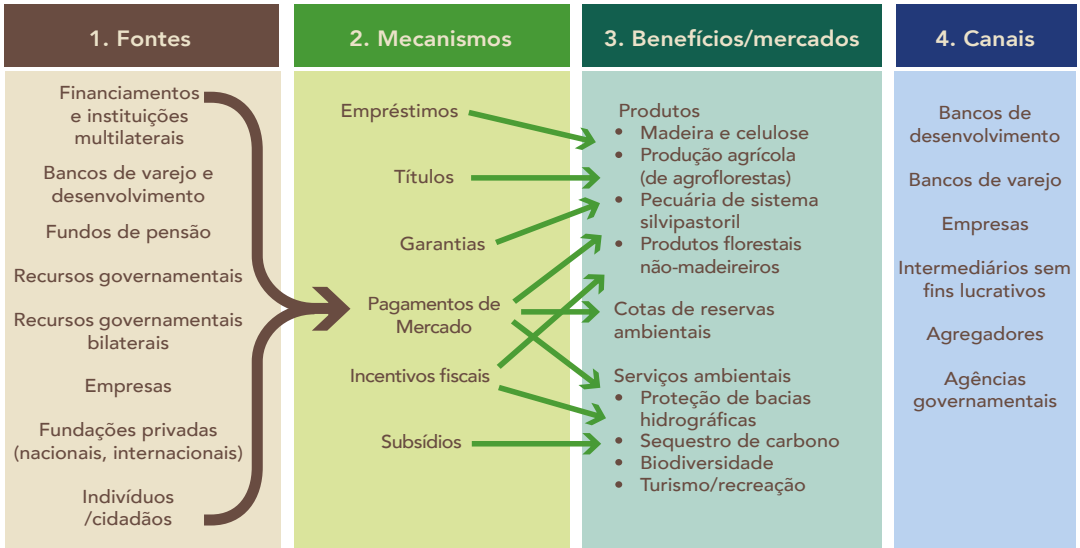 1. Fontes
Financiamentos
e instituições
multilaterais
Bancos de varejo e
desenvolvimento
Fundos de pensão
Recursos governamentais
Recursos governamentais
bilaterais
Empresas
Fundações privadas
(nacionais, internacionais)
Indivíduos
/cidadãos
2. Mecanismos
Empréstimos
Títulos
Garantias
Pagamentos de
Mercado
Incentivos fiscais
Subsídios
3. Benefícios/mercados
Produtos
• Madeira e celulose
• Produção agrícola
(de agroflorestas)
• Pecuária de sistema
silvipastoril
• Produtos florestais
não-madeireiros
Cotas de reservas
ambientais
Serviços ambientais
• Proteção de bacias
hidrográficas
• Sequestro de carbono
• Biodiversidade
• Turismo/recreação
4. Canais
Bancos de
desenvolvimento
Bancos de varejo
Empresas
Intermediários sem
fins lucrativos
Agregadores
Agências
governamentais